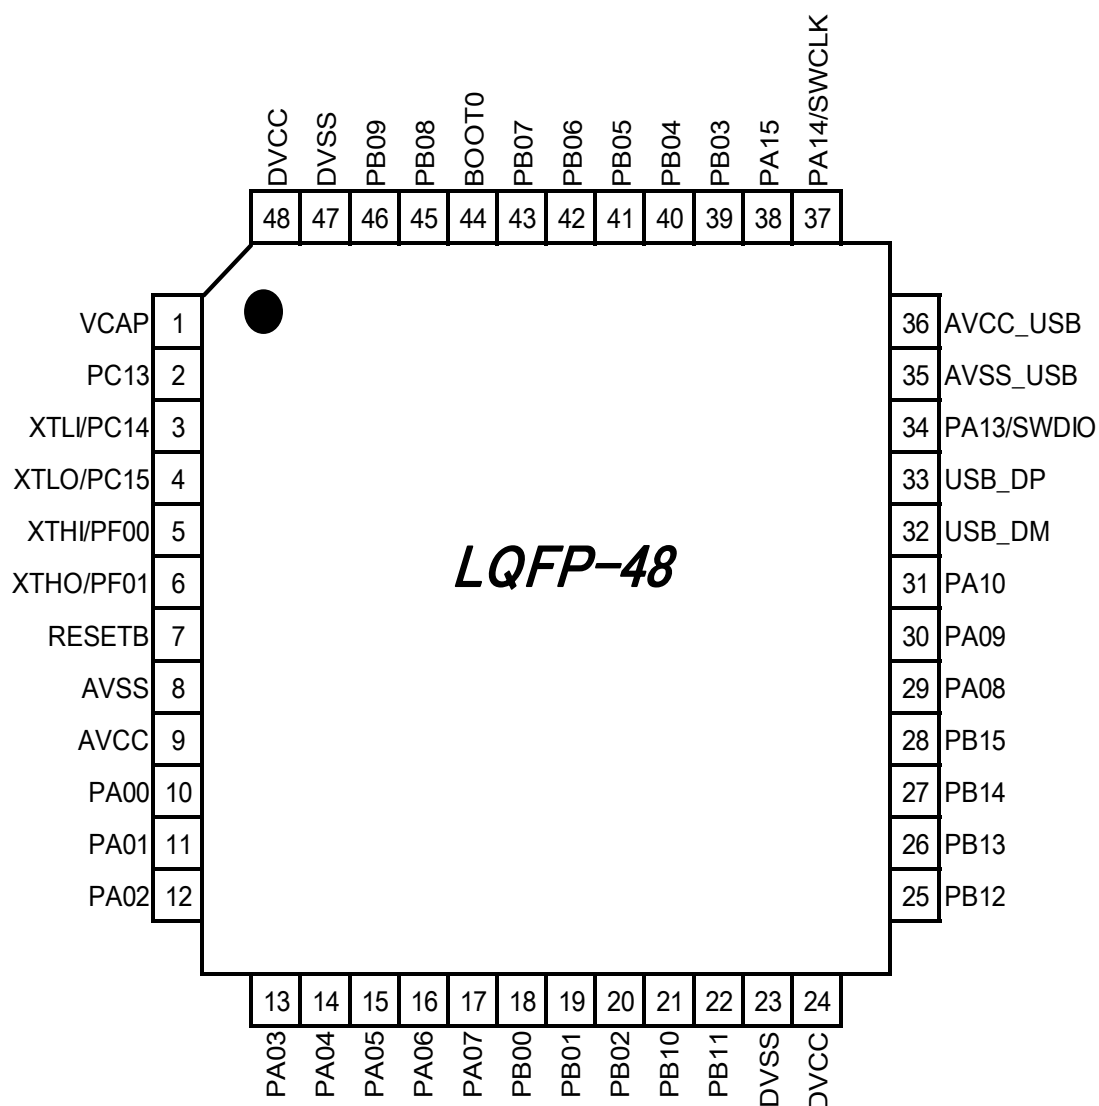 PA14/SWCLK
DVCC DVSS PB09 PB08 BOOT0 PB07 PB06 PB05 PB04 PB03 PA15
48 47 46 45 44 43 42 41 40 39 38 37
VCAP 1 36 AVCC_USB
PC13 2 35 AVSS_USB
XTLI/PC14 3 34 PA13/SWDIO
XTLO/PC15 4 33 USB_DP
XTHI/PF00 5 32 USB_DM
LQFP-48
XTHO/PF01 6 31 PA10
RESETB 7 30 PA09
AVSS 8 29 PA08
AVCC 9 28 PB15
PA00 10 27 PB14
PA01 11 26 PB13
PA02 12 25 PB12
13 14 15 16 17 18 19 20 21 22 23 24
PA03 PA04 PA05 PA06 PA07 PB00 PB01 PB02 PB10 PB11 DVSS DVCC